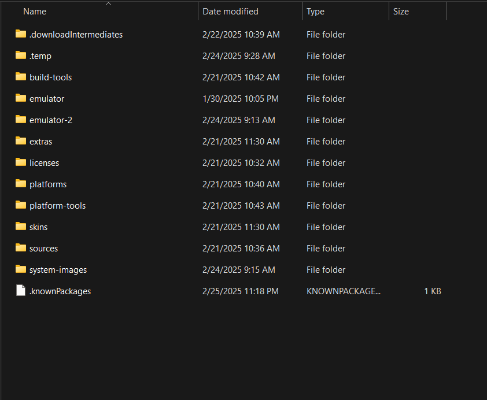 Name Date modified Type Size
.downloadIntermediates 2/22/2025 10:39 AM File folder
.temp 2/24/2025 9:28 AM File folder
build-tools 2/21/2025 10:42 AM File folder
emulator 1/30/2025 10:05 PM File folder
emulator-2 2/24/2025 9:13 AM File folder
extras 2/21/2025 11:30 AM File folder
licenses 2/21/2025 10:32 AM File folder
platforms 2/21/2025 10:40 AM File folder
platform-tools 2/21/2025 10:43 AM File folder
skins 2/21/2025 11:30 AM File folder
sources 2/21/2025 10:36 AM File folder
system-images 2/24/2025 9:15 AM File folder
.knownPackages 2/25/2025 11:18 PM KNOWNPACKAGE... 1 KB